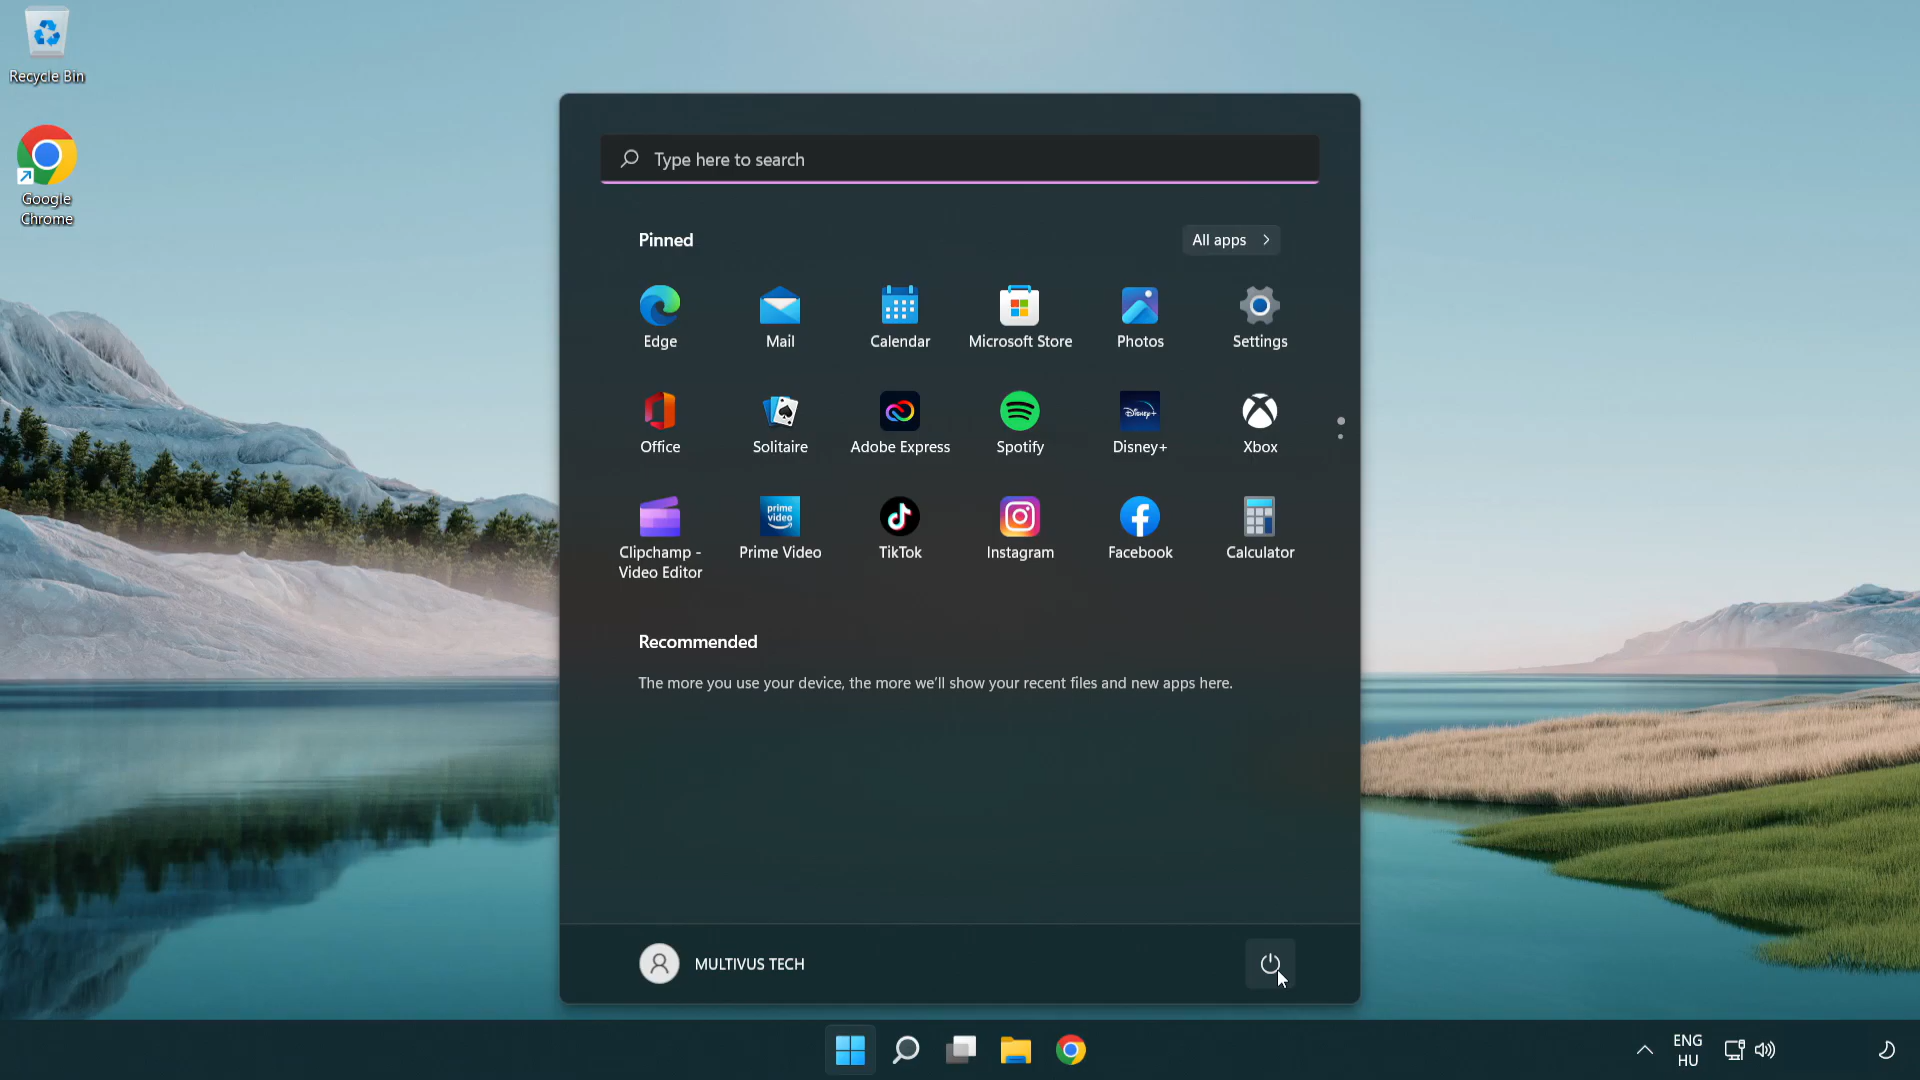 Recycle Bin
Google
Chrome
Type here to search
Pinned
All apps
Edge
Mail
Calendar
Microsoft Store
Photos
Settings
Office
Solitaire
Adobe Express
Disney+
Spotify
Disney+
Xbox
prime
video
Clipchamp -
Video Editor
Prime Video
TikTok
Instagram
Facebook
Calculator
Recommended
The more you use your device, the more we’ll show your recent files and new apps here.
MULTIVUS TECH
ENG
HU